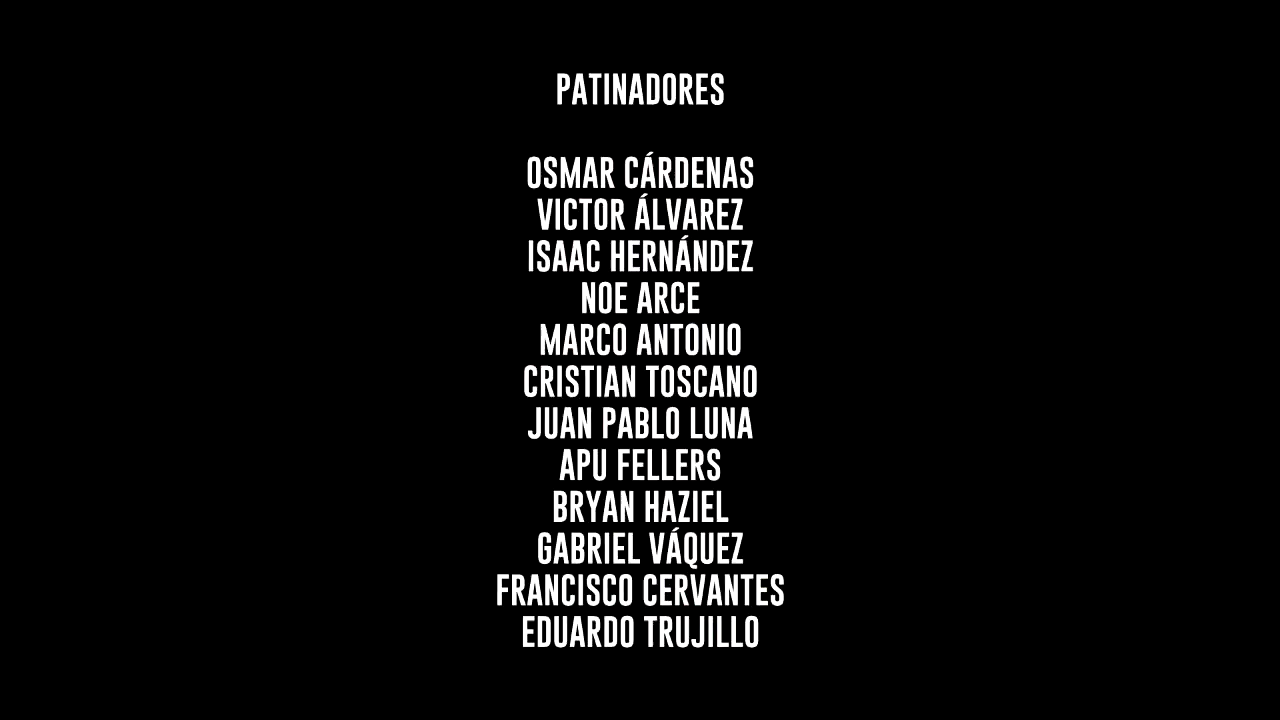 PATINADORES
OSMAR CÁRDENAS
VICTOR ÁLVAREZ
ISAAC HERNÁNDEZ
NOE ARCE
MARCO ANTONIO
CRISTIAN TOSCANO
JUAN PABLO LUNA
APU FELLERS
BRYAN HAZIEL
GABRIEL VÁQUEZ
FRANCISCO CERVANTES
EDUARDO TRUJILLO